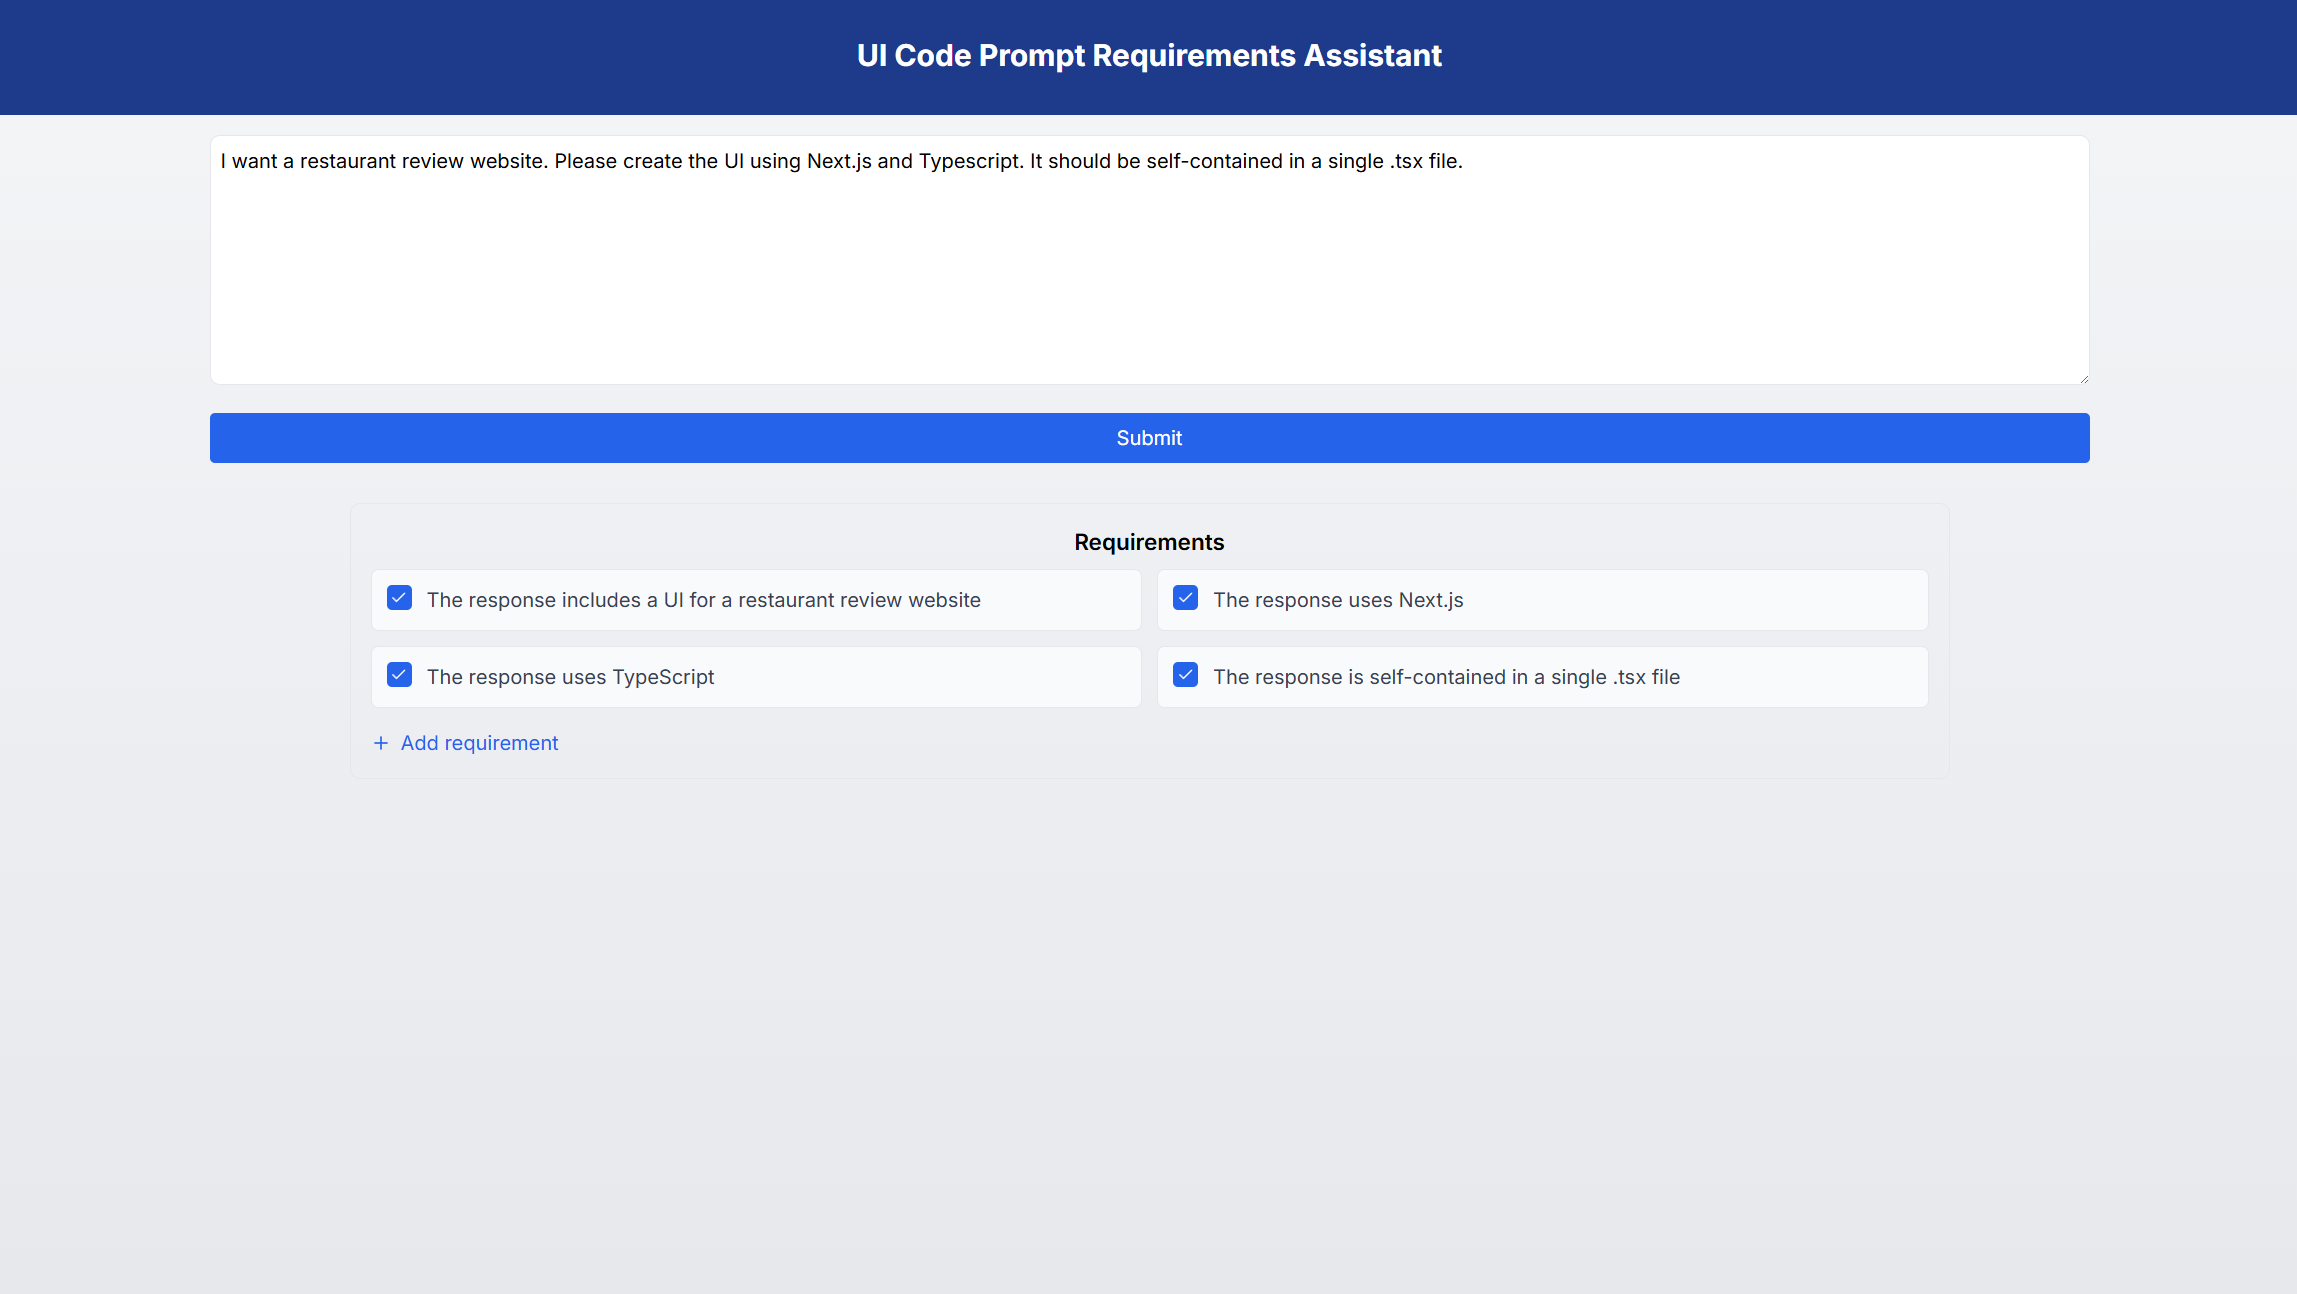 UI Code Prompt Requirements Assistant
I want a restaurant review website. Please create the UI using Next.js and Typescript. It should be self-contained in a single .tsx file.
Submit
Requirements
The response includes a UI for a restaurant review website
The response uses Next.js
The response uses TypeScript
The response is self-contained in a single .tsx file
+ Add requirement